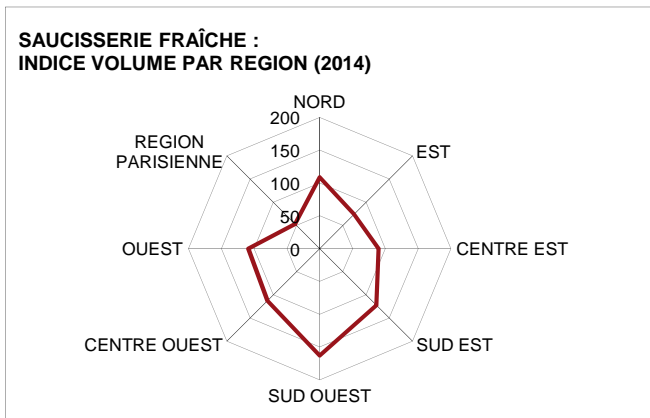 SAUCISSERIE FRAÎCHE :
INDICE VOLUME PAR REGION (2014)
NORD
200
REGION
PARISIENNE
150
EST
100
50
OUEST
0
CENTRE EST
CENTRE OUEST
SUD EST
SUD OUEST